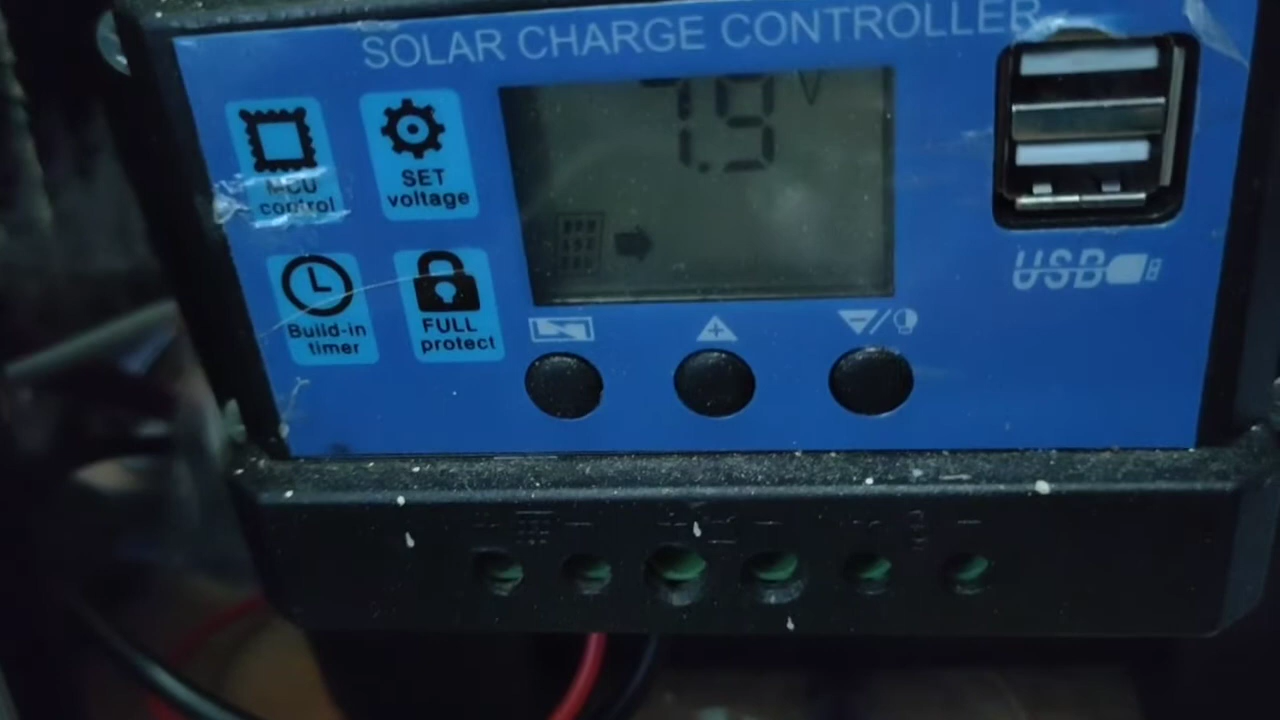 SOLAR CHARGE CONTROLLER
7.9 V
MCU
control
SET
voltage
Build-in
timer
FULL
protect
USB